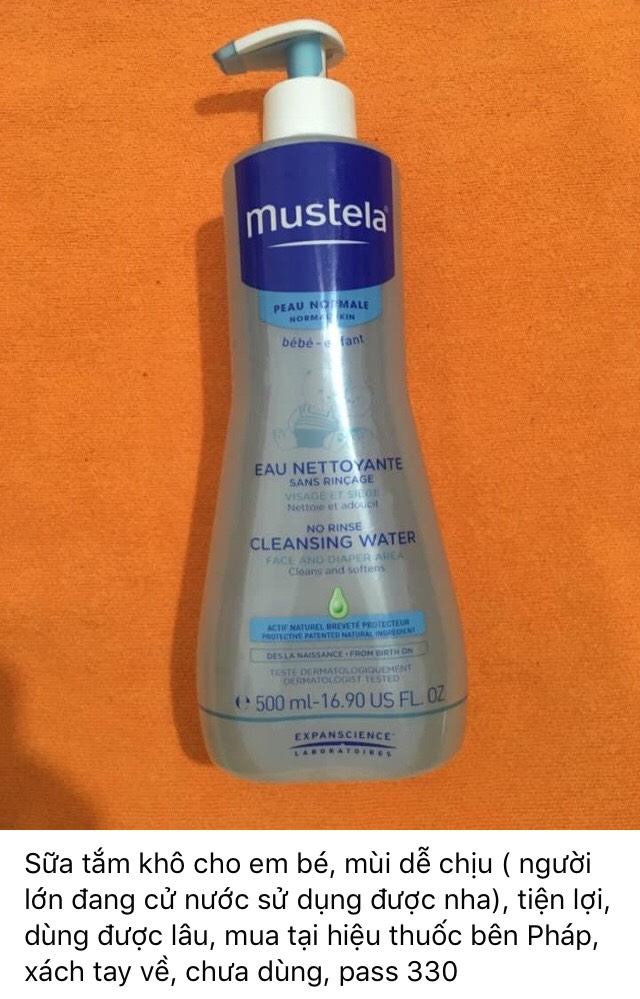 mustela
PEAU NORMALE
NORMAL SKIN
bébé - enfant
EAU NETTOYANTE
SANS RINÇAGE
VISAGE ET SIÈGE
Nettoie et adoucit
NO RINSE
CLEANSING WATER
FACE AND DIAPER AREA
Cleans and softens
ACTIF NATUREL BREVETÉ PROTECTEUR
PROTECTIVE PATENTED NATURAL INGREDIENT
DÈS LA NAISSANCE • FROM BIRTH ON
TESTÉ DERMATOLOGIQUEMENT
DERMATOLOGIST TESTED
℮ 500 ml-16.90 US FL. OZ
EXPANSCIENCE
LABORATOIRES
Sữa tắm khô cho em bé, mùi dễ chịu ( người
lớn đang cử nước sử dụng được nha), tiện lợi,
dùng được lâu, mua tại hiệu thuốc bên Pháp,
xách tay về, chưa dùng, pass 330